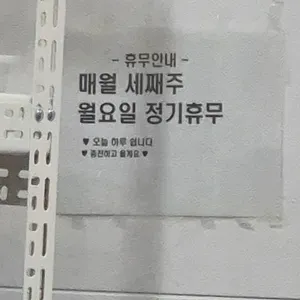 - 휴무안내 -
매월 세째주
월요일 정기휴무
♥ 오늘 하루 쉽니다
♥ 충전하고 올게요 ♥